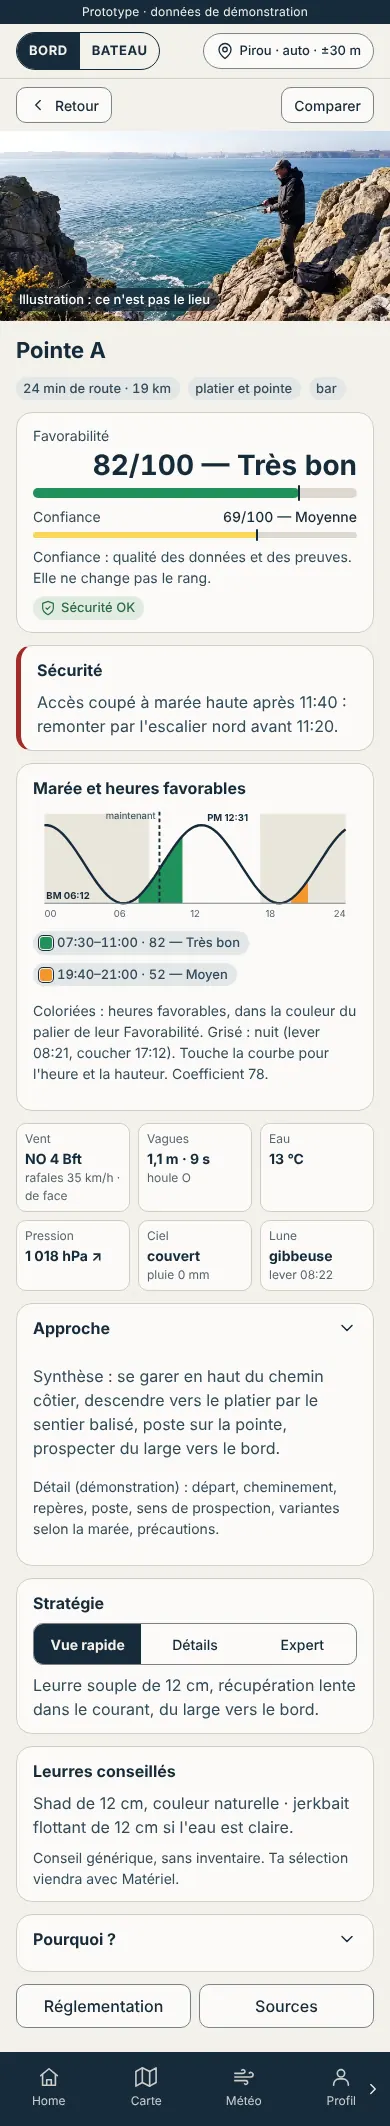 Prototype · données de démonstration
BORD BATEAU Pirou · auto · ±30 m
Retour Comparer
Illustration : ce n'est pas le lieu
Pointe A
24 min de route · 19 km platier et pointe bar
Favorabilité
82/100 — Très bon
Confiance 69/100 — Moyenne
Confiance : qualité des données et des preuves.
Elle ne change pas le rang.
Sécurité OK
Sécurité
Accès coupé à marée haute après 11:40 :
remonter par l'escalier nord avant 11:20.
Marée et heures favorables
maintenant PM 12:31
BM 06:12
00 06 12 18 24
07:30–11:00 · 82 — Très bon
19:40–21:00 · 52 — Moyen
Coloriées : heures favorables, dans la couleur du
palier de leur Favorabilité. Grisé : nuit (lever
08:21, coucher 17:12). Touche la courbe pour
l'heure et la hauteur. Coefficient 78.
Vent Vagues Eau
NO 4 Bft 1,1 m · 9 s 13 °C
rafales 35 km/h · houle O
de face
Pression Ciel Lune
1 018 hPa ↗ couvert gibbeuse
pluie 0 mm lever 08:22
Approche
Synthèse : se garer en haut du chemin
côtier, descendre vers le platier par le
sentier balisé, poste sur la pointe,
prospecter du large vers le bord.
Détail (démonstration) : départ, cheminement,
repères, poste, sens de prospection, variantes
selon la marée, précautions.
Stratégie
Vue rapide Détails Expert
Leurre souple de 12 cm, récupération lente
dans le courant, du large vers le bord.
Leurres conseillés
Shad de 12 cm, couleur naturelle · jerkbait
flottant de 12 cm si l'eau est claire.
Conseil générique, sans inventaire. Ta sélection
viendra avec Matériel.
Pourquoi ?
Réglementation Sources
Home Carte Météo Profil